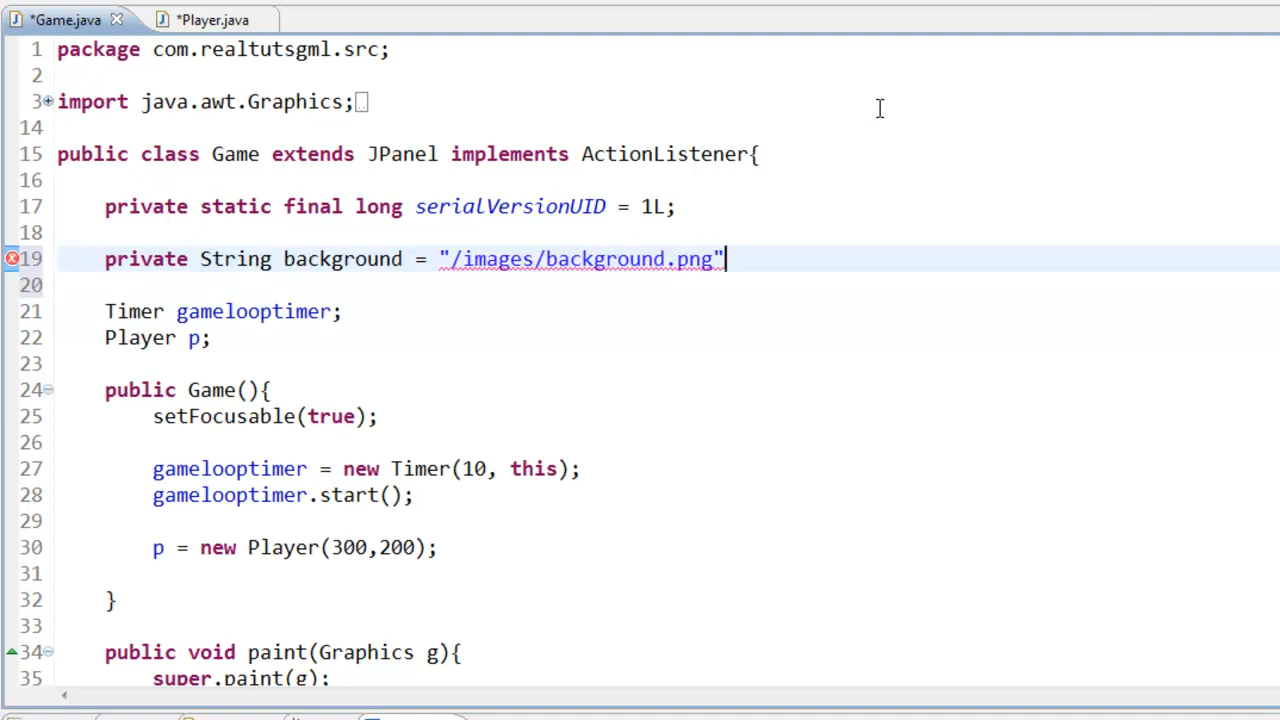 *Game.java *Player.java
1 package com.realtutsgml.src;
2
3 import java.awt.Graphics;
14
15 public class Game extends JPanel implements ActionListener{
16
17 private static final long serialVersionUID = 1L;
18
19 private String background = "/images/background.png"
20
21 Timer gamelooptimer;
22 Player p;
23
24 public Game(){
25 setFocusable(true);
26
27 gamelooptimer = new Timer(10, this);
28 gamelooptimer.start();
29
30 p = new Player(300,200);
31
32 }
33
34 public void paint(Graphics g){
35 super.paint(g);